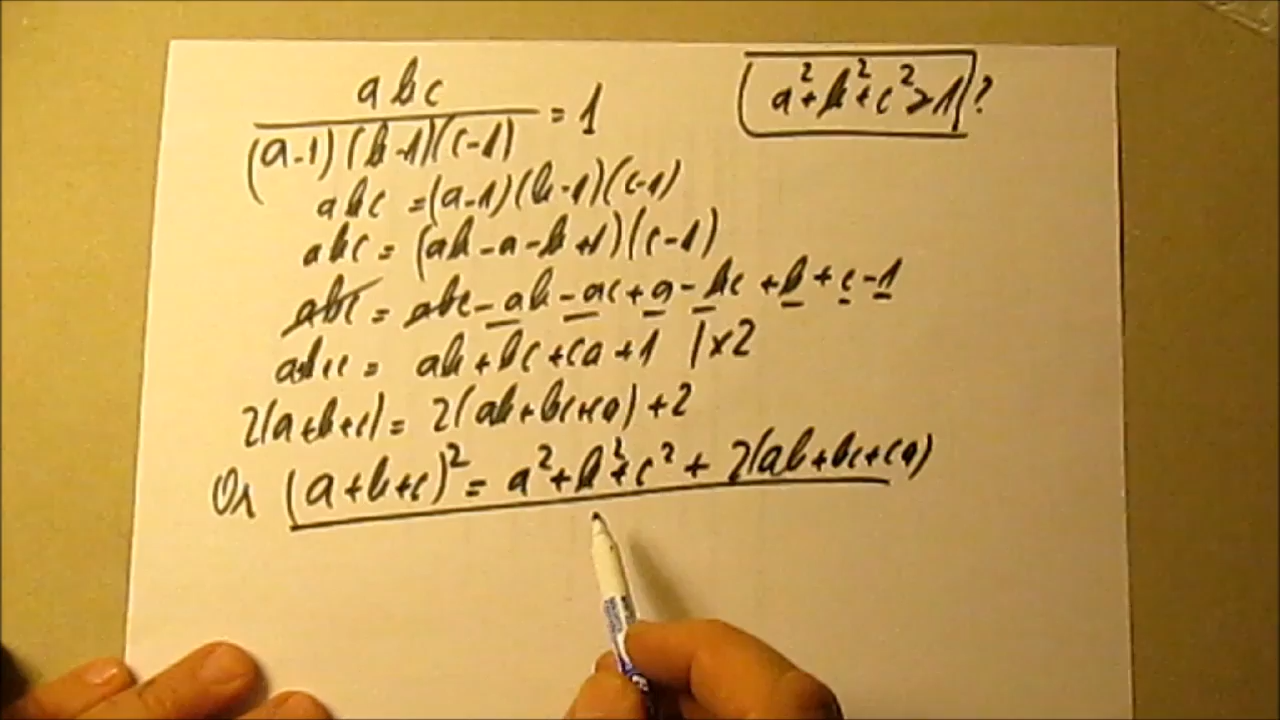 abc / (a-1)(b-1)(c-1) = 1
a²+b²+c²>1?
abc = (a-1)(b-1)(c-1)
abc = (ab-a-b+1)(c-1)
abc = abc-ab-ac+a-bc+b+c-1
= ab+bc+ca+1 | x2
2(a+b+c) = 2(ab+bc+ca)+2
(a+b+c)² = a²+b²+c²+2(ab+bc+ca)